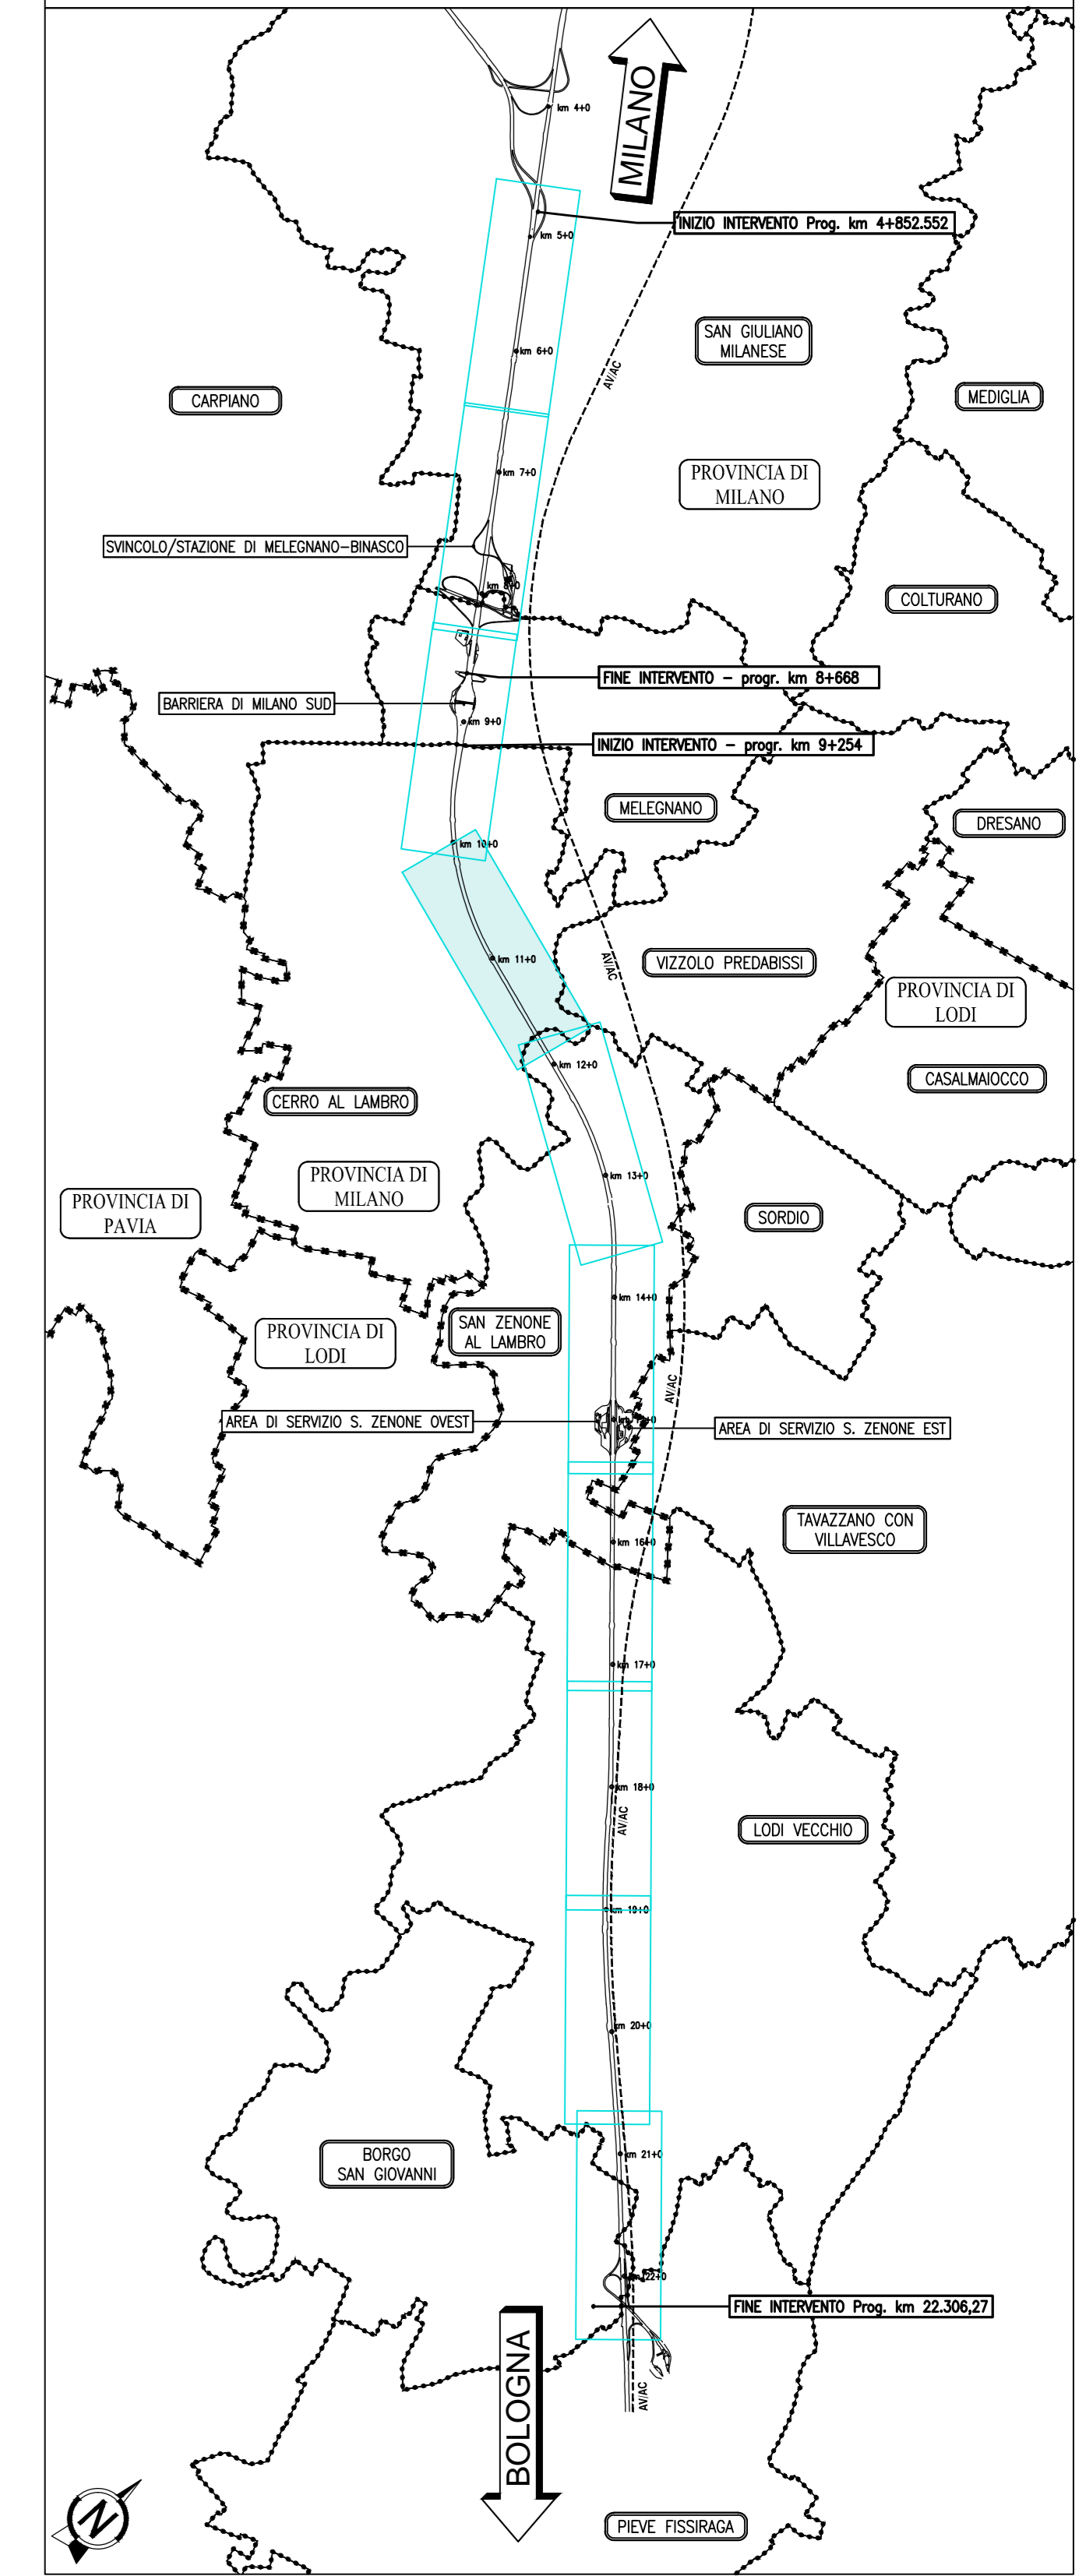 MILANO
km 4+0
INIZIO INTERVENTO Prog. km 4+852.552
km 5+0
SAN GIULIANO
MILANESE
km 6+0
AV/AC
CARPIANO
MEDIGLIA
PROVINCIA DI
MILANO
km 7+0
SVINCOLO/STAZIONE DI MELEGNANO-BINASCO
km 8+0
COLTURANO
FINE INTERVENTO - progr. km 8+668
BARRIERA DI MILANO SUD
km 9+0
INIZIO INTERVENTO - progr. km 9+254
MELEGNANO
DRESANO
km 10+0
km 11+0
AV/AC
VIZZOLO PREDABISSI
PROVINCIA DI
LODI
km 12+0
CASALMAIOCCO
CERRO AL LAMBRO
PROVINCIA DI
MILANO
km 13+0
PROVINCIA DI
PAVIA
SORDIO
km 14+0
SAN ZENONE
AL LAMBRO
PROVINCIA DI
LODI
AV/AC
AREA DI SERVIZIO S. ZENONE OVEST
AREA DI SERVIZIO S. ZENONE EST
TAVAZZANO CON
VILLAVESCO
km 16+0
km 17+0
km 18+0
AV/AC
LODI VECCHIO
km 19+0
km 20+0
BORGO
SAN GIOVANNI
km 21+0
km 22+0
FINE INTERVENTO Prog. km 22.306,27
BOLOGNA
AV/AC
N
PIEVE FISSIRAGA